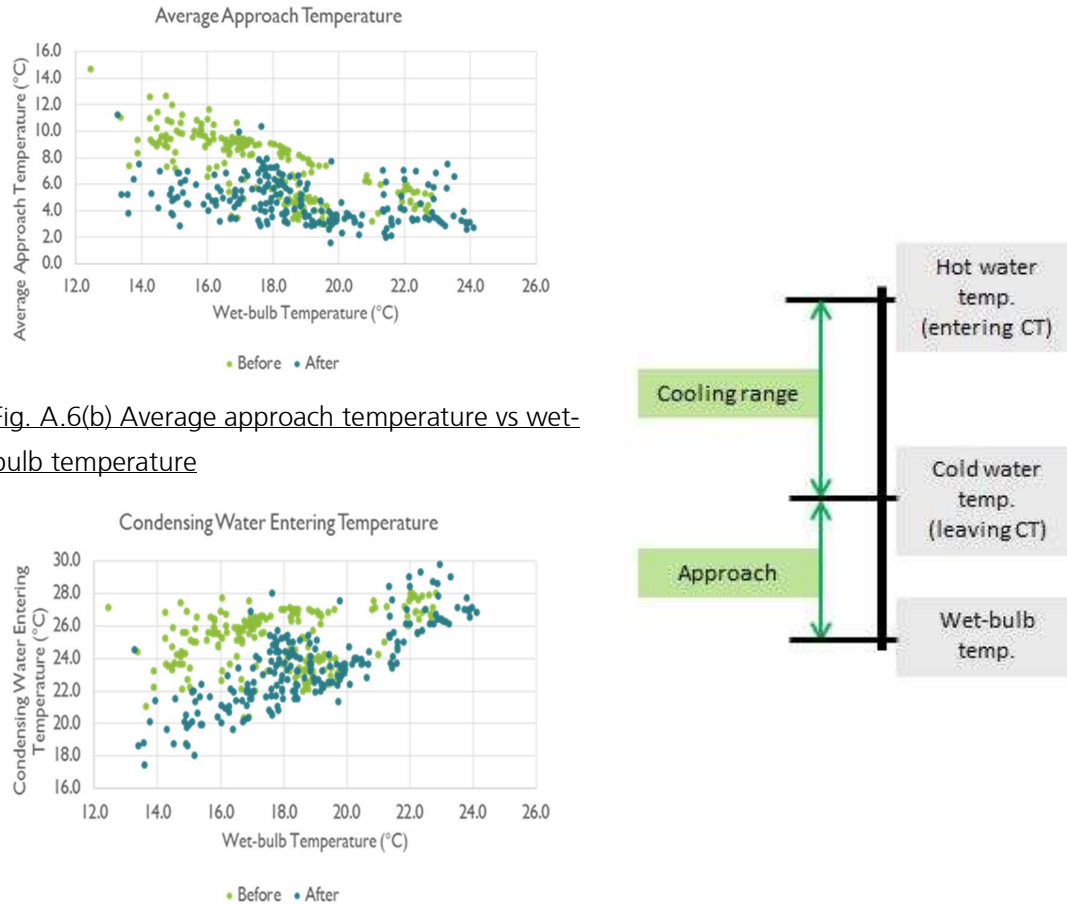 Average Approach Temperature
Average Approach Temperature (°C)
16.0
14.0
12.0
10.0
8.0
6.0
4.0
2.0
0.0
12.0 14.0 16.0 18.0 20.0 22.0 24.0 26.0
Wet-bulb Temperature (°C)
Before After
Fig. A.6(b) Average approach temperature vs wet-
bulb temperature
Condensing Water Entering Temperature
Condensing Water Entering
Temperature (°C)
30.0
28.0
26.0
24.0
22.0
20.0
18.0
16.0
12.0 14.0 16.0 18.0 20.0 22.0 24.0 26.0
Wet-bulb Temperature (°C)
Before After
Hot water
temp.
(entering CT)
Cooling range
Cold water
temp.
(leaving CT)
Approach
Wet-bulb
temp.